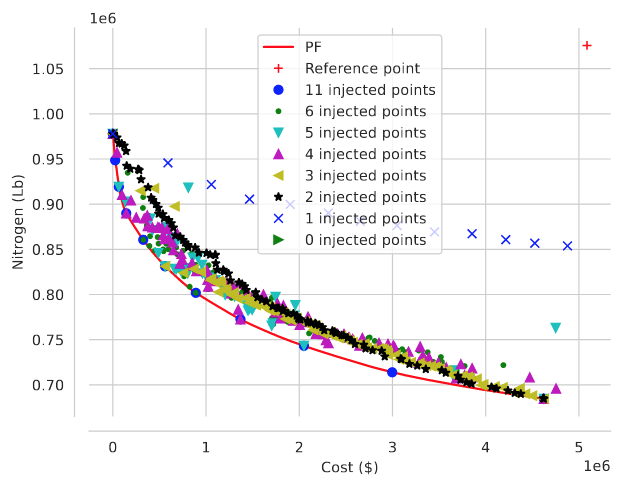 1e6
1.05
1.00
0.95
0.90
0.85
0.80
0.75
0.70
Nitrogen (Lb)
PF
Reference point
11 injected points
6 injected points
5 injected points
4 injected points
3 injected points
2 injected points
1 injected points
0 injected points
0 1 2 3 4 5
Cost ($)
1e6